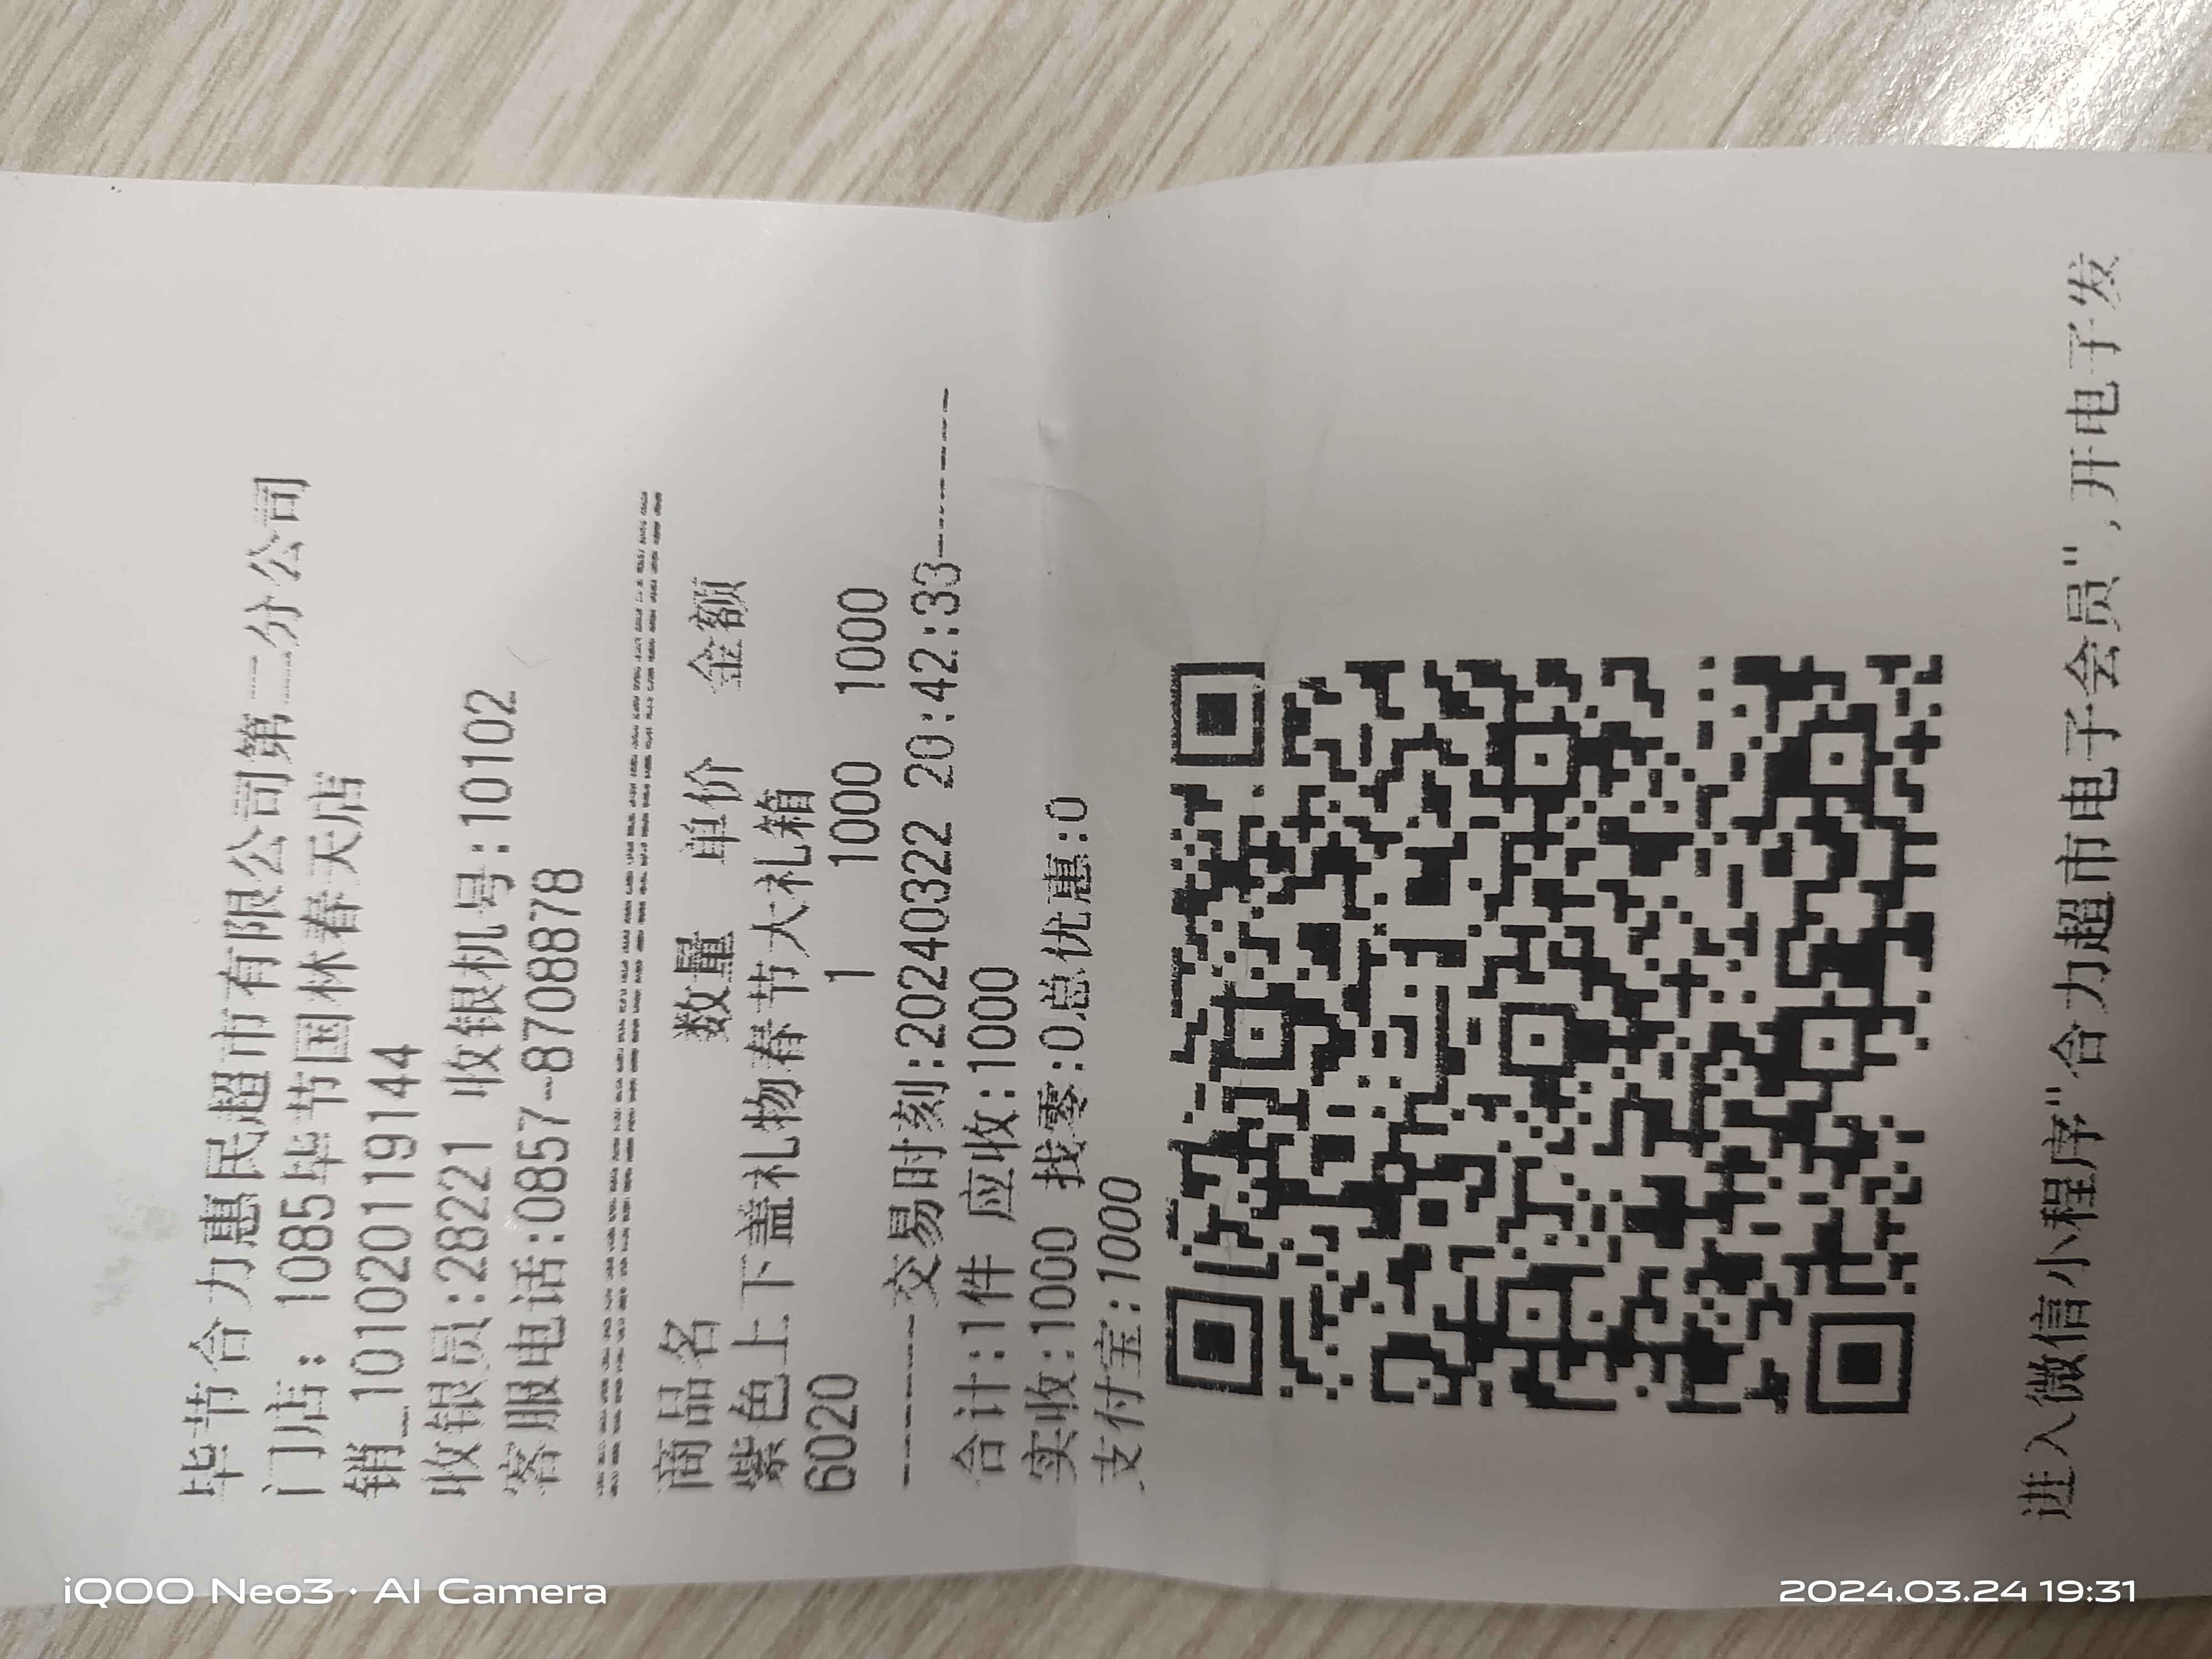 毕节合力惠民超市有限公司第二分公司
门店: 1085毕节国林春天店
销_1010201119144
收银员:28221 收银机号:10102
客服电话:0857-8708878
================================
商品名 数量 单价 金额
紫色上下盖礼物春节大礼箱
6020 1 1000 1000
------交易时刻:20240322 20:42:33------
合计:1件 应收:1000
实收:1000 找零:0总优惠:0
支付宝:1000
进入微信小程序"合力超市电子会员",开电子发
iQOO Neo3 · AI Camera
2024.03.24 19:31